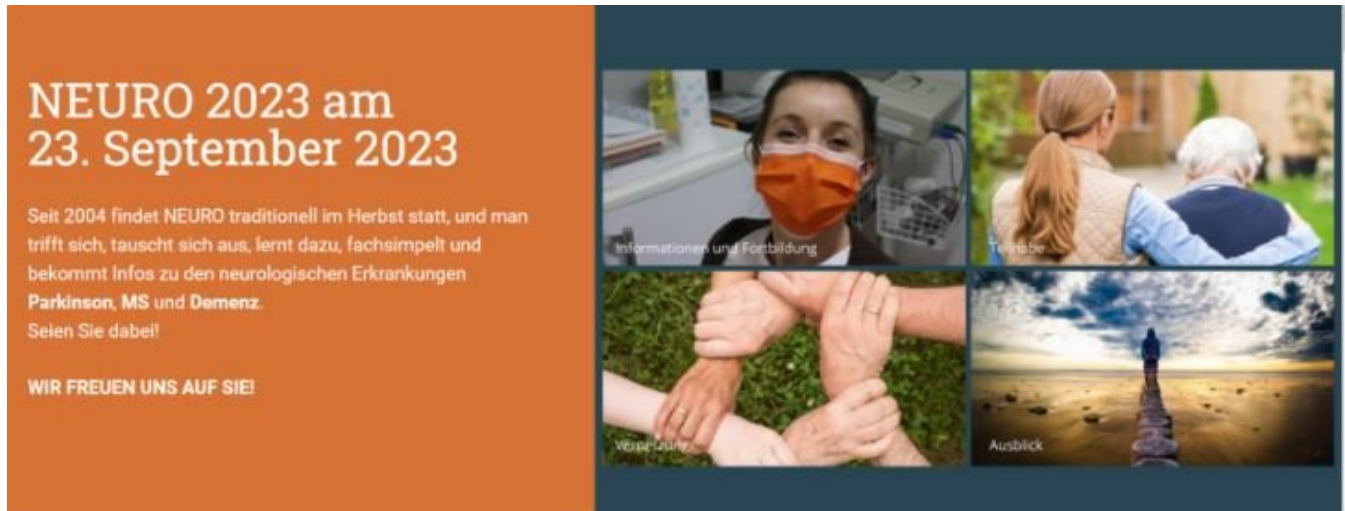 NEURO 2023 am
23. September 2023
Seit 2004 findet NEURO traditionell im Herbst statt, und man
trifft sich, tauscht sich aus, lernt dazu, fachsimpelt und
bekommt Infos zu den neurologischen Erkrankungen
Parkinson, MS und Demenz.
Seien Sie dabei!
WIR FREUEN UNS AUF SIE!
Informationen und Fortbildung
Teilhabe
Vernetzung
Ausblick